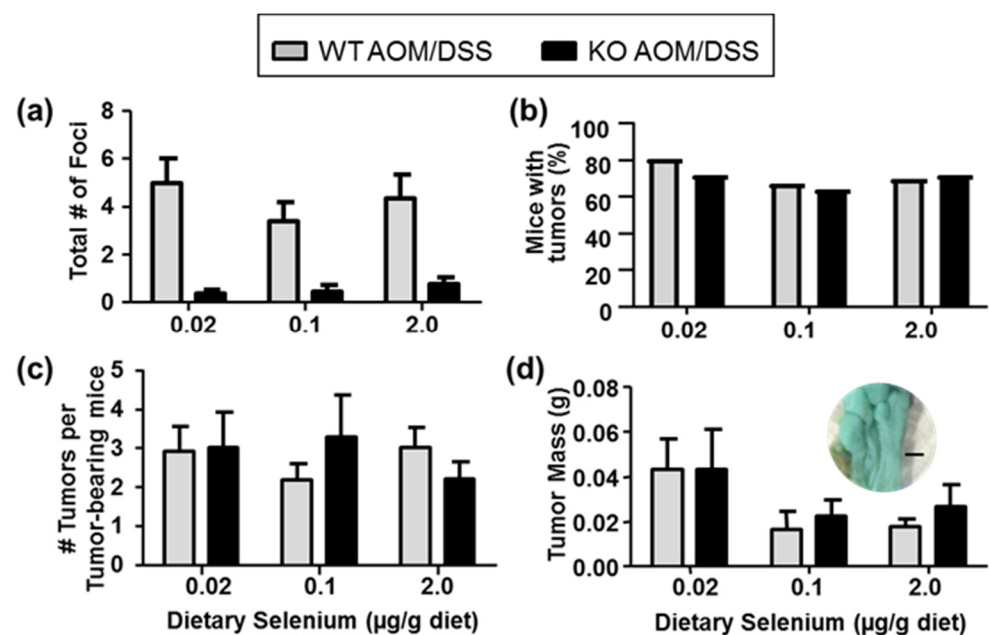 WT AOM/DSS KO AOM/DSS
(a)
Total # of Foci
8
6
4
2
0
0.02 0.1 2.0
(b)
Mice with
tumors (%)
100
80
60
40
20
0
0.02 0.1 2.0
(c)
# Tumors per
Tumor-bearing mice
5
4
3
2
1
0
0.02 0.1 2.0
Dietary Selenium (µg/g diet)
(d)
Tumor Mass (g)
0.08
0.06
0.04
0.02
0.00
0.02 0.1 2.0
Dietary Selenium (µg/g diet)